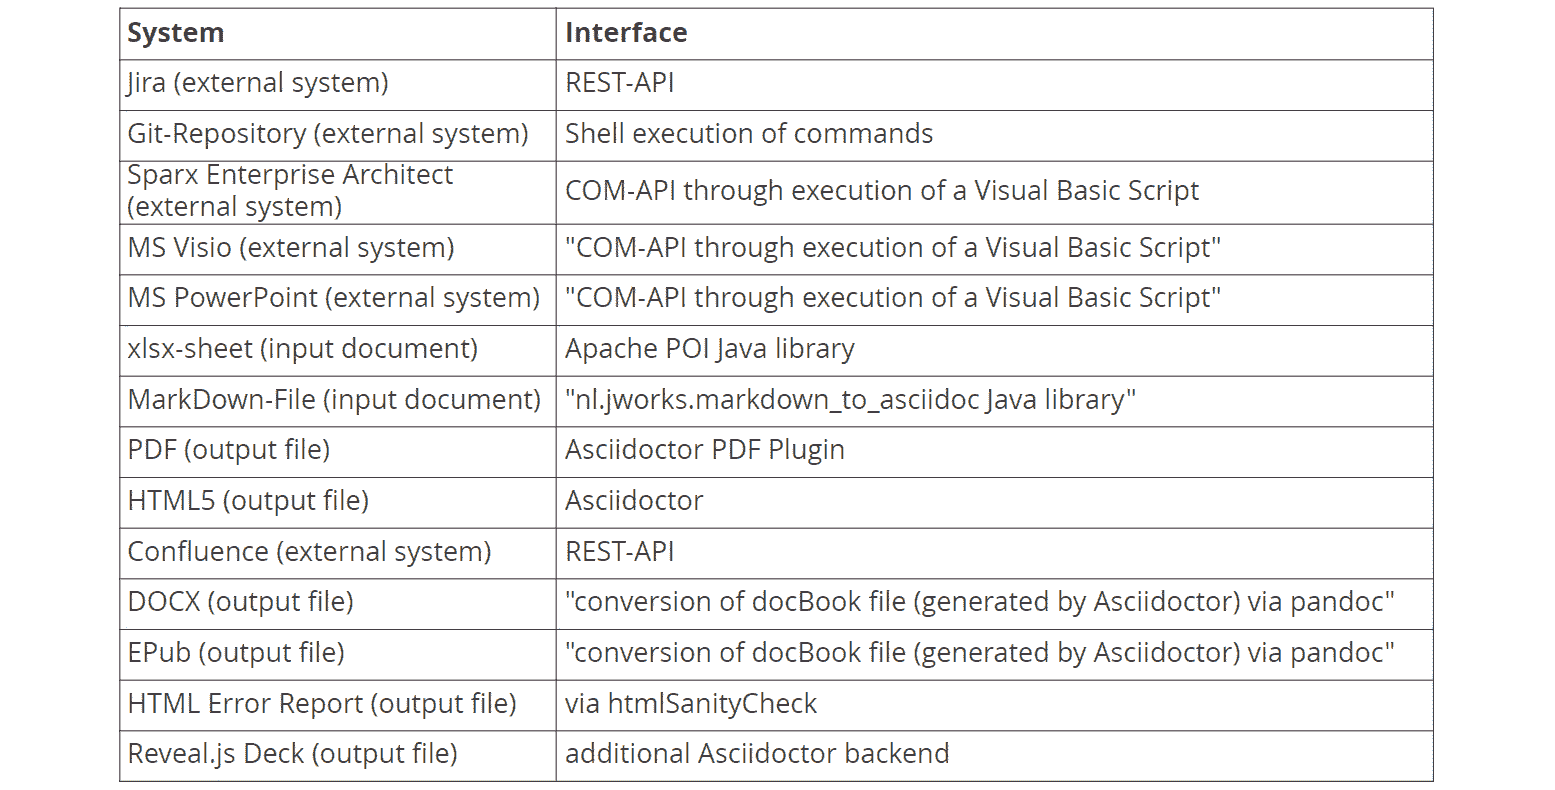 System Interface
Jira (external system) REST-API
Git-Repository (external system) Shell execution of commands
Sparx Enterprise Architect
(external system) COM-API through execution of a Visual Basic Script
MS Visio (external system) "COM-API through execution of a Visual Basic Script"
MS PowerPoint (external system) "COM-API through execution of a Visual Basic Script"
xlsx-sheet (input document) Apache POI Java library
MarkDown-File (input document) "nl.jworks.markdown_to_asciidoc Java library"
PDF (output file) Asciidoctor PDF Plugin
HTML5 (output file) Asciidoctor
Confluence (external system) REST-API
DOCX (output file) "conversion of docBook file (generated by Asciidoctor) via pandoc"
EPub (output file) "conversion of docBook file (generated by Asciidoctor) via pandoc"
HTML Error Report (output file) via htmlSanityCheck
Reveal.js Deck (output file) additional Asciidoctor backend